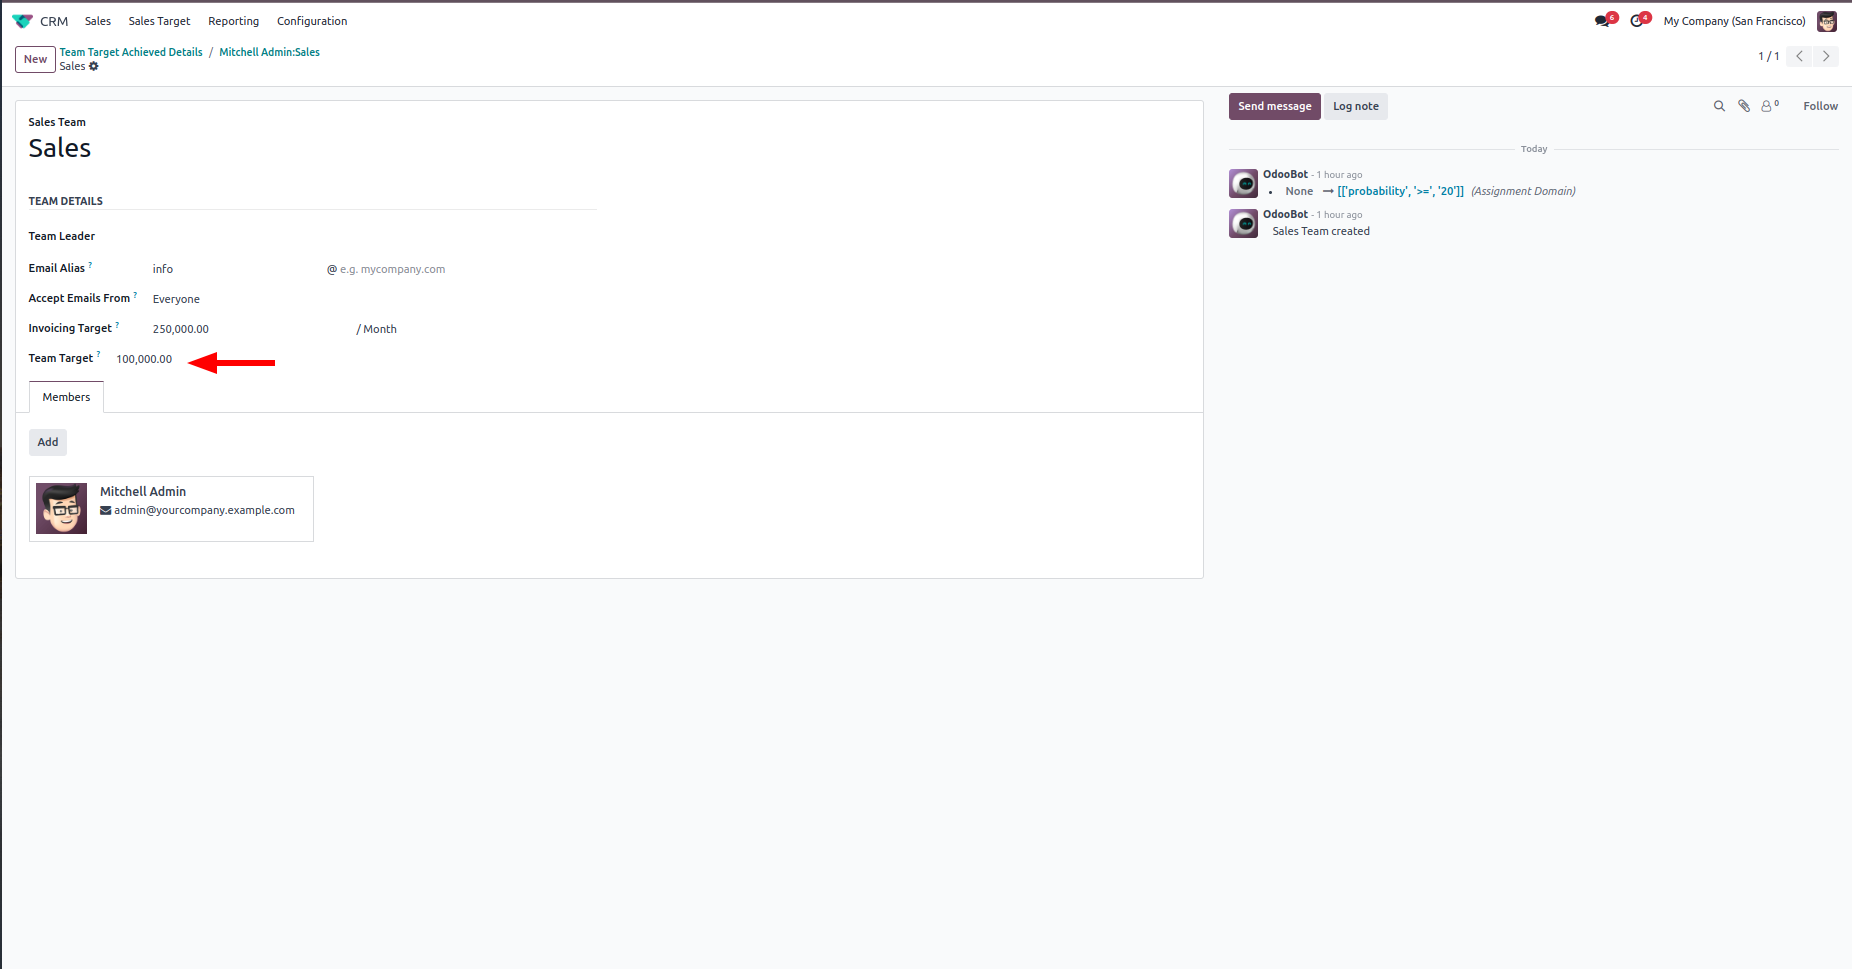 CRM Sales Sales Target Reporting Configuration 6 4 My Company (San Francisco)
New Team Target Achieved Details / Mitchell Admin:Sales 1 / 1
Sales
Send message Log note 0 Follow
Sales Team
Sales
TEAM DETAILS
Team Leader
Email Alias ? info @ e.g. mycompany.com
Accept Emails From ? Everyone
Invoicing Target ? 250,000.00 / Month
Team Target ? 100,000.00
Members
Add
Mitchell Admin
admin@yourcompany.example.com
Today
OdooBot - 1 hour ago
• None → [['probability', '>=', '20']] (Assignment Domain)
OdooBot - 1 hour ago
Sales Team created